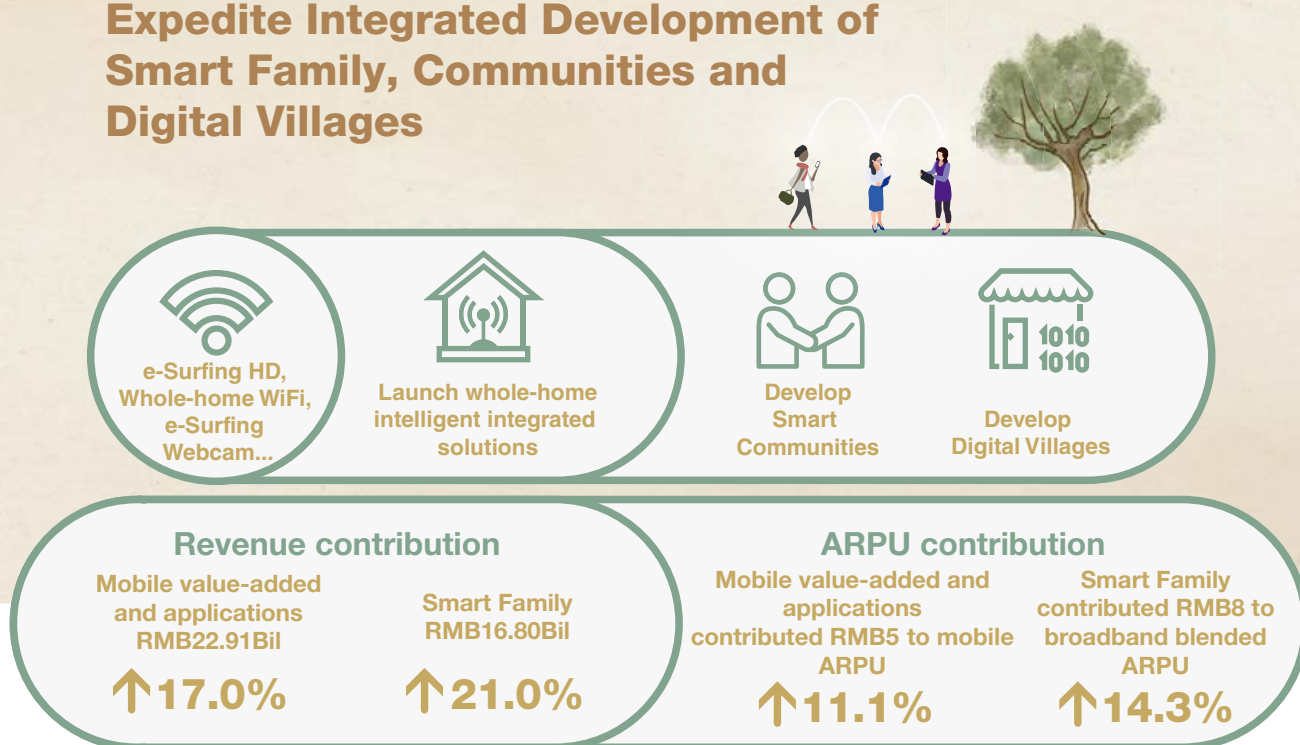 Expedite Integrated Development of
Smart Family, Communities and
Digital Villages
e-Surfing HD,
Whole-home WiFi,
e-Surfing
Webcam...
Launch whole-home
intelligent integrated
solutions
Develop
Smart
Communities
1010
1010
Develop
Digital Villages
Revenue contribution
Mobile value-added
and applications
RMB22.91Bil
17.0%
Smart Family
RMB16.80Bil
21.0%
ARPU contribution
Mobile value-added and
applications
contributed RMB5 to mobile
ARPU
11.1%
Smart Family
contributed RMB8 to
broadband blended
ARPU
14.3%